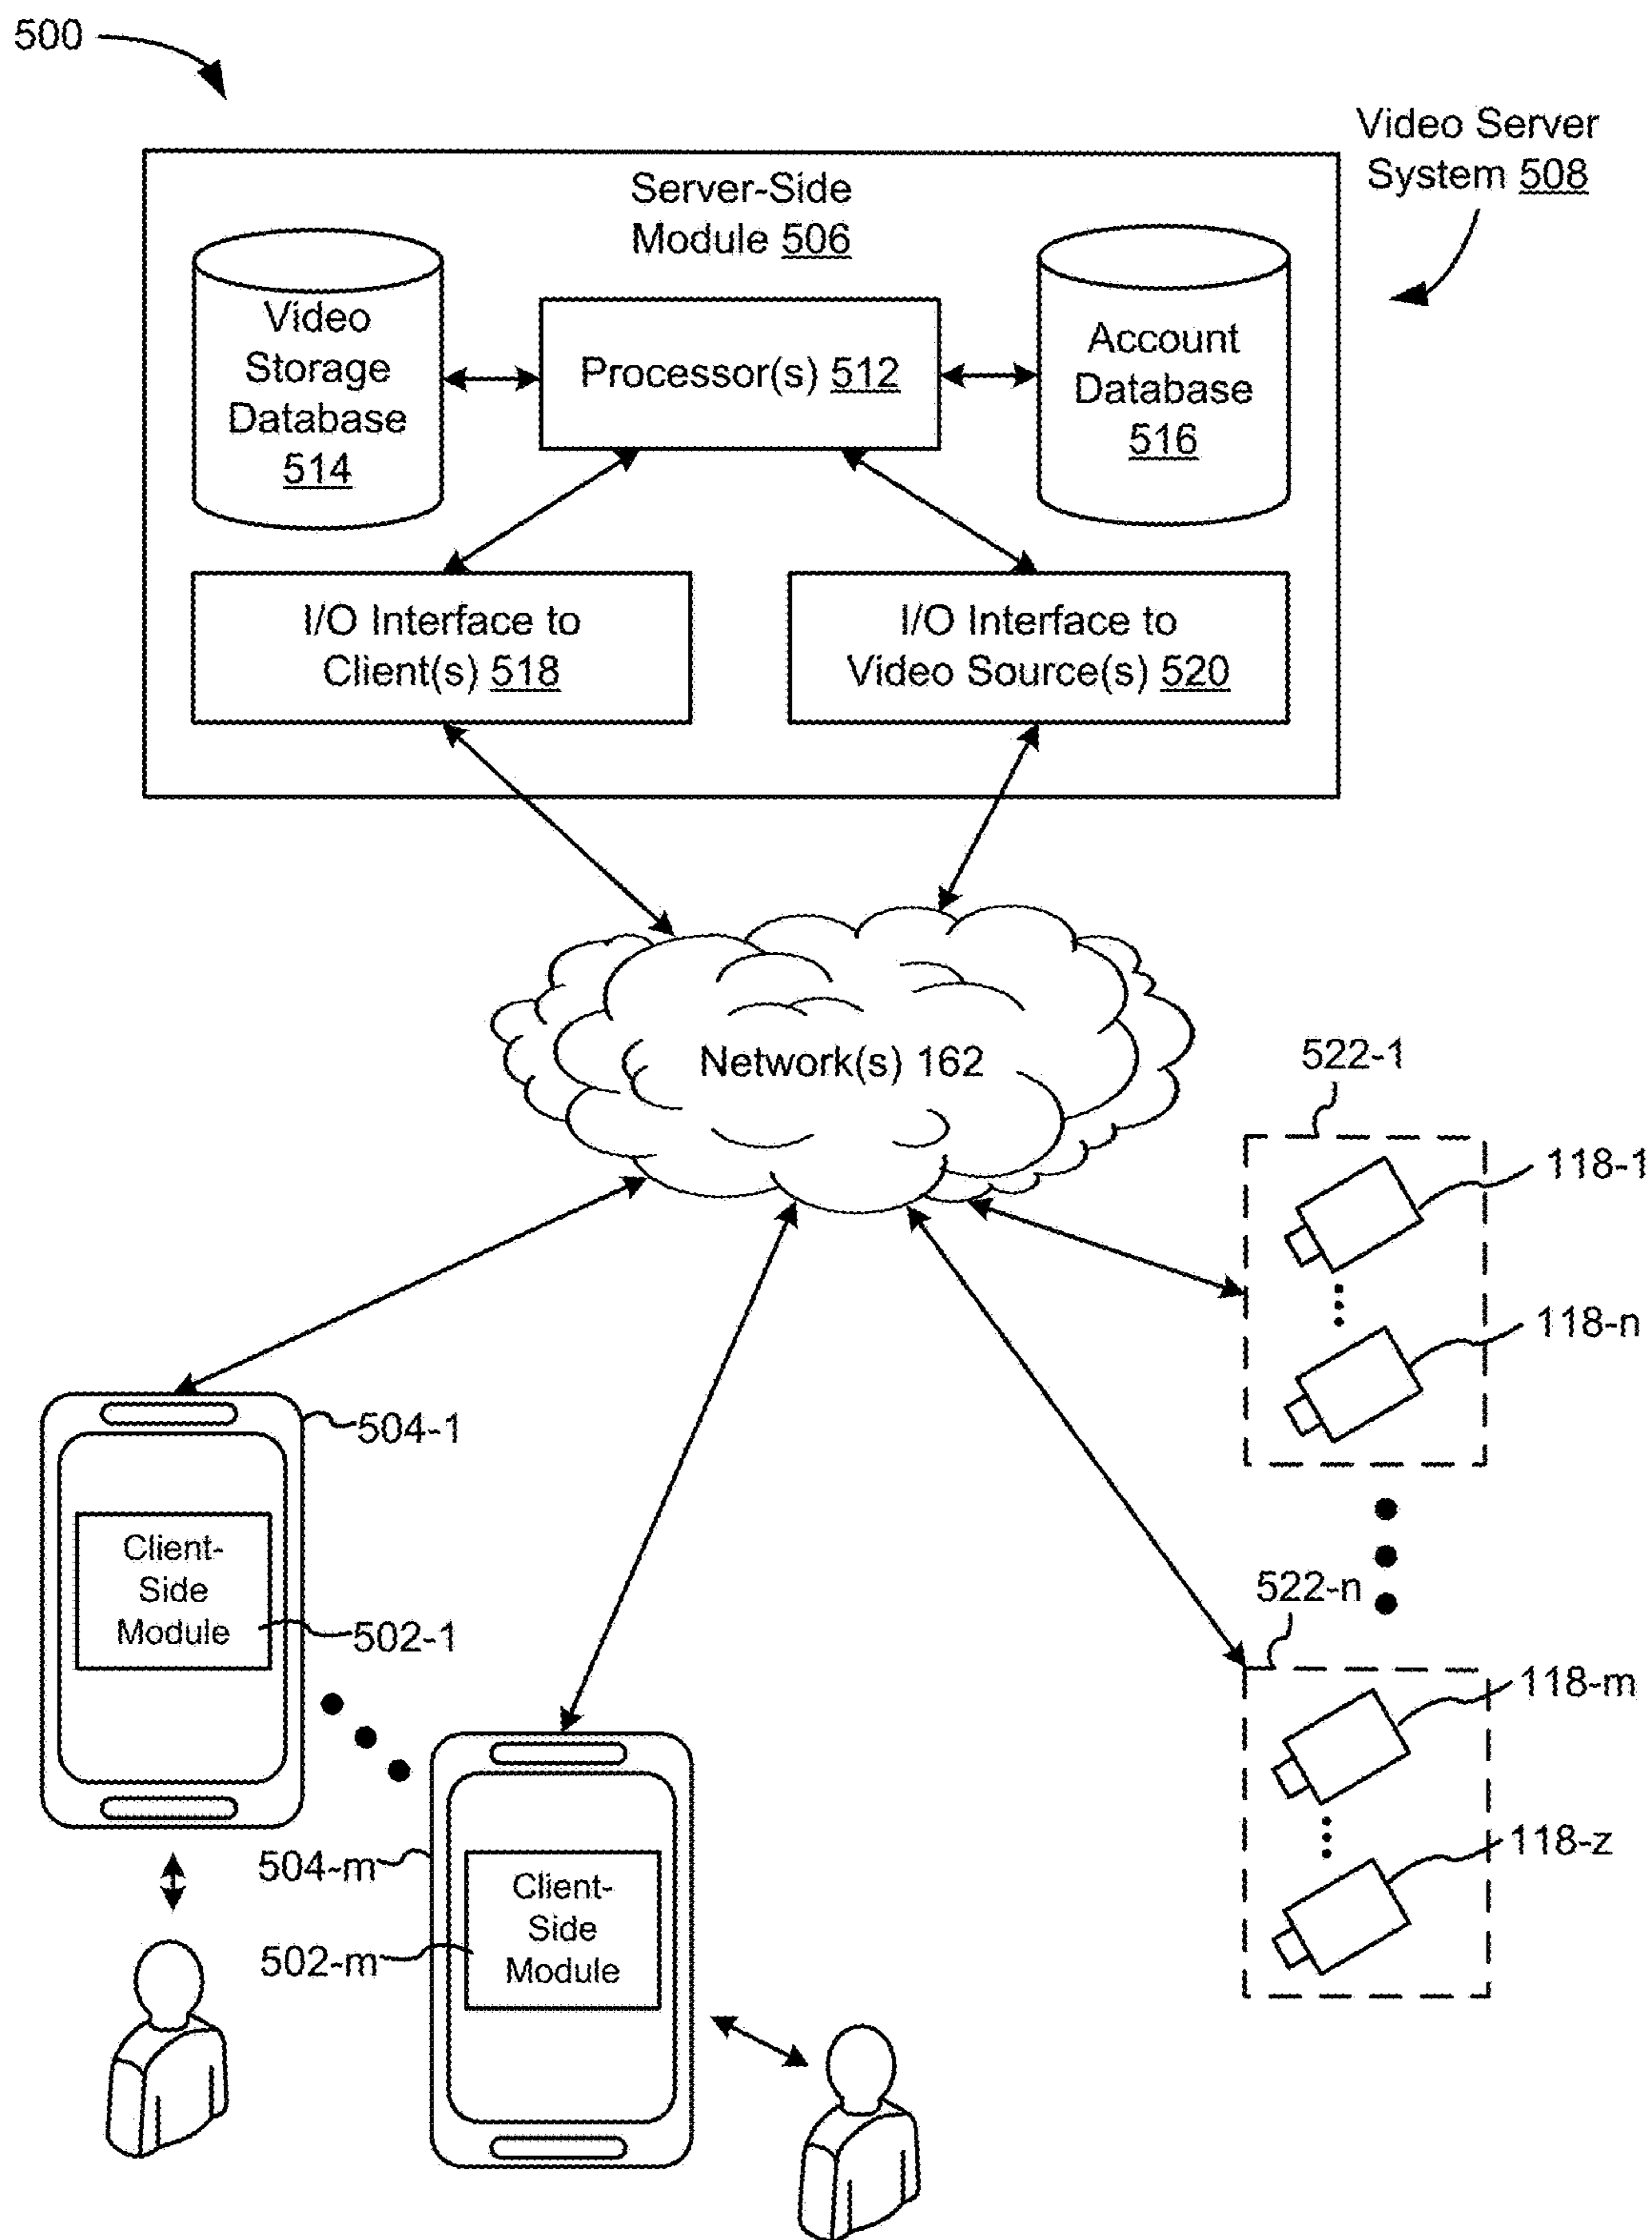 500
Video Server
System 508
Server-Side
Module 506
Video
Storage
Database
514
Processor(s) 512
Account
Database
516
I/O Interface to
Client(s) 518
I/O Interface to
Video Source(s) 520
Network(s) 162
522-1
118-1
118-n
504-1
Client-
Side
Module
502-1
522-n
118-m
118-z
504-m
Client-
Side
Module
502-m